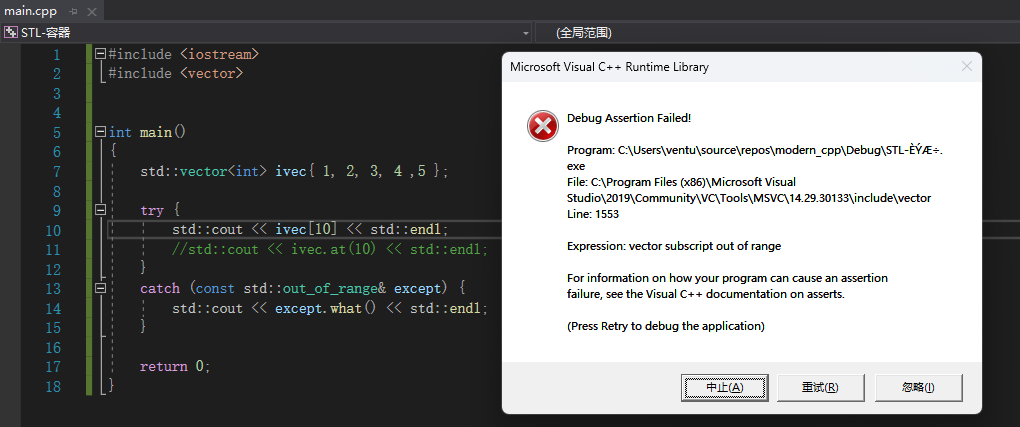 main.cpp
STL-容器
(全局范围)
1 #include <iostream>
2 #include <vector>
3
4
5 int main()
6 {
7 std::vector<int> ivec{ 1, 2, 3, 4 ,5 };
8
9 try {
10 std::cout << ivec[10] << std::endl;
11 //std::cout << ivec.at(10) << std::endl;
12 }
13 catch (const std::out_of_range& except) {
14 std::cout << except.what() << std::endl;
15 }
16
17 return 0;
18 }
Microsoft Visual C++ Runtime Library
Debug Assertion Failed!
Program: C:\Users\ventu\source\repos\modern_cpp\Debug\STL-ÈÝÆ÷.
exe
File: C:\Program Files (x86)\Microsoft Visual
Studio\2019\Community\VC\Tools\MSVC\14.29.30133\include\vector
Line: 1553
Expression: vector subscript out of range
For information on how your program can cause an assertion
failure, see the Visual C++ documentation on asserts.
(Press Retry to debug the application)
中止(A)
重试(R)
忽略(I)